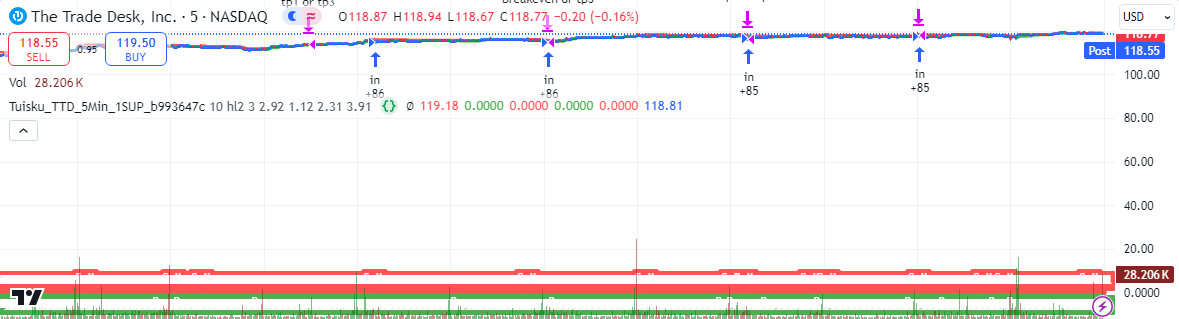 The Trade Desk, Inc. · 5 · NASDAQ
O118.87 H118.94 L118.67 C118.77 −0.20 (−0.16%)
USD
118.55
SELL
0.95
119.50
BUY
Post 118.55
Vol 28.206 K
Tuisku_TTD_5Min_1SUP_b993647c 10 hl2 3 2.92 1.12 2.31 3.91 {} Ø 119.18 0.0000 0.0000 0.0000 0.0000 118.81
in
+86
in
+86
in
+85
in
+85
100.00
80.00
60.00
40.00
20.00
28.206 K
0.0000